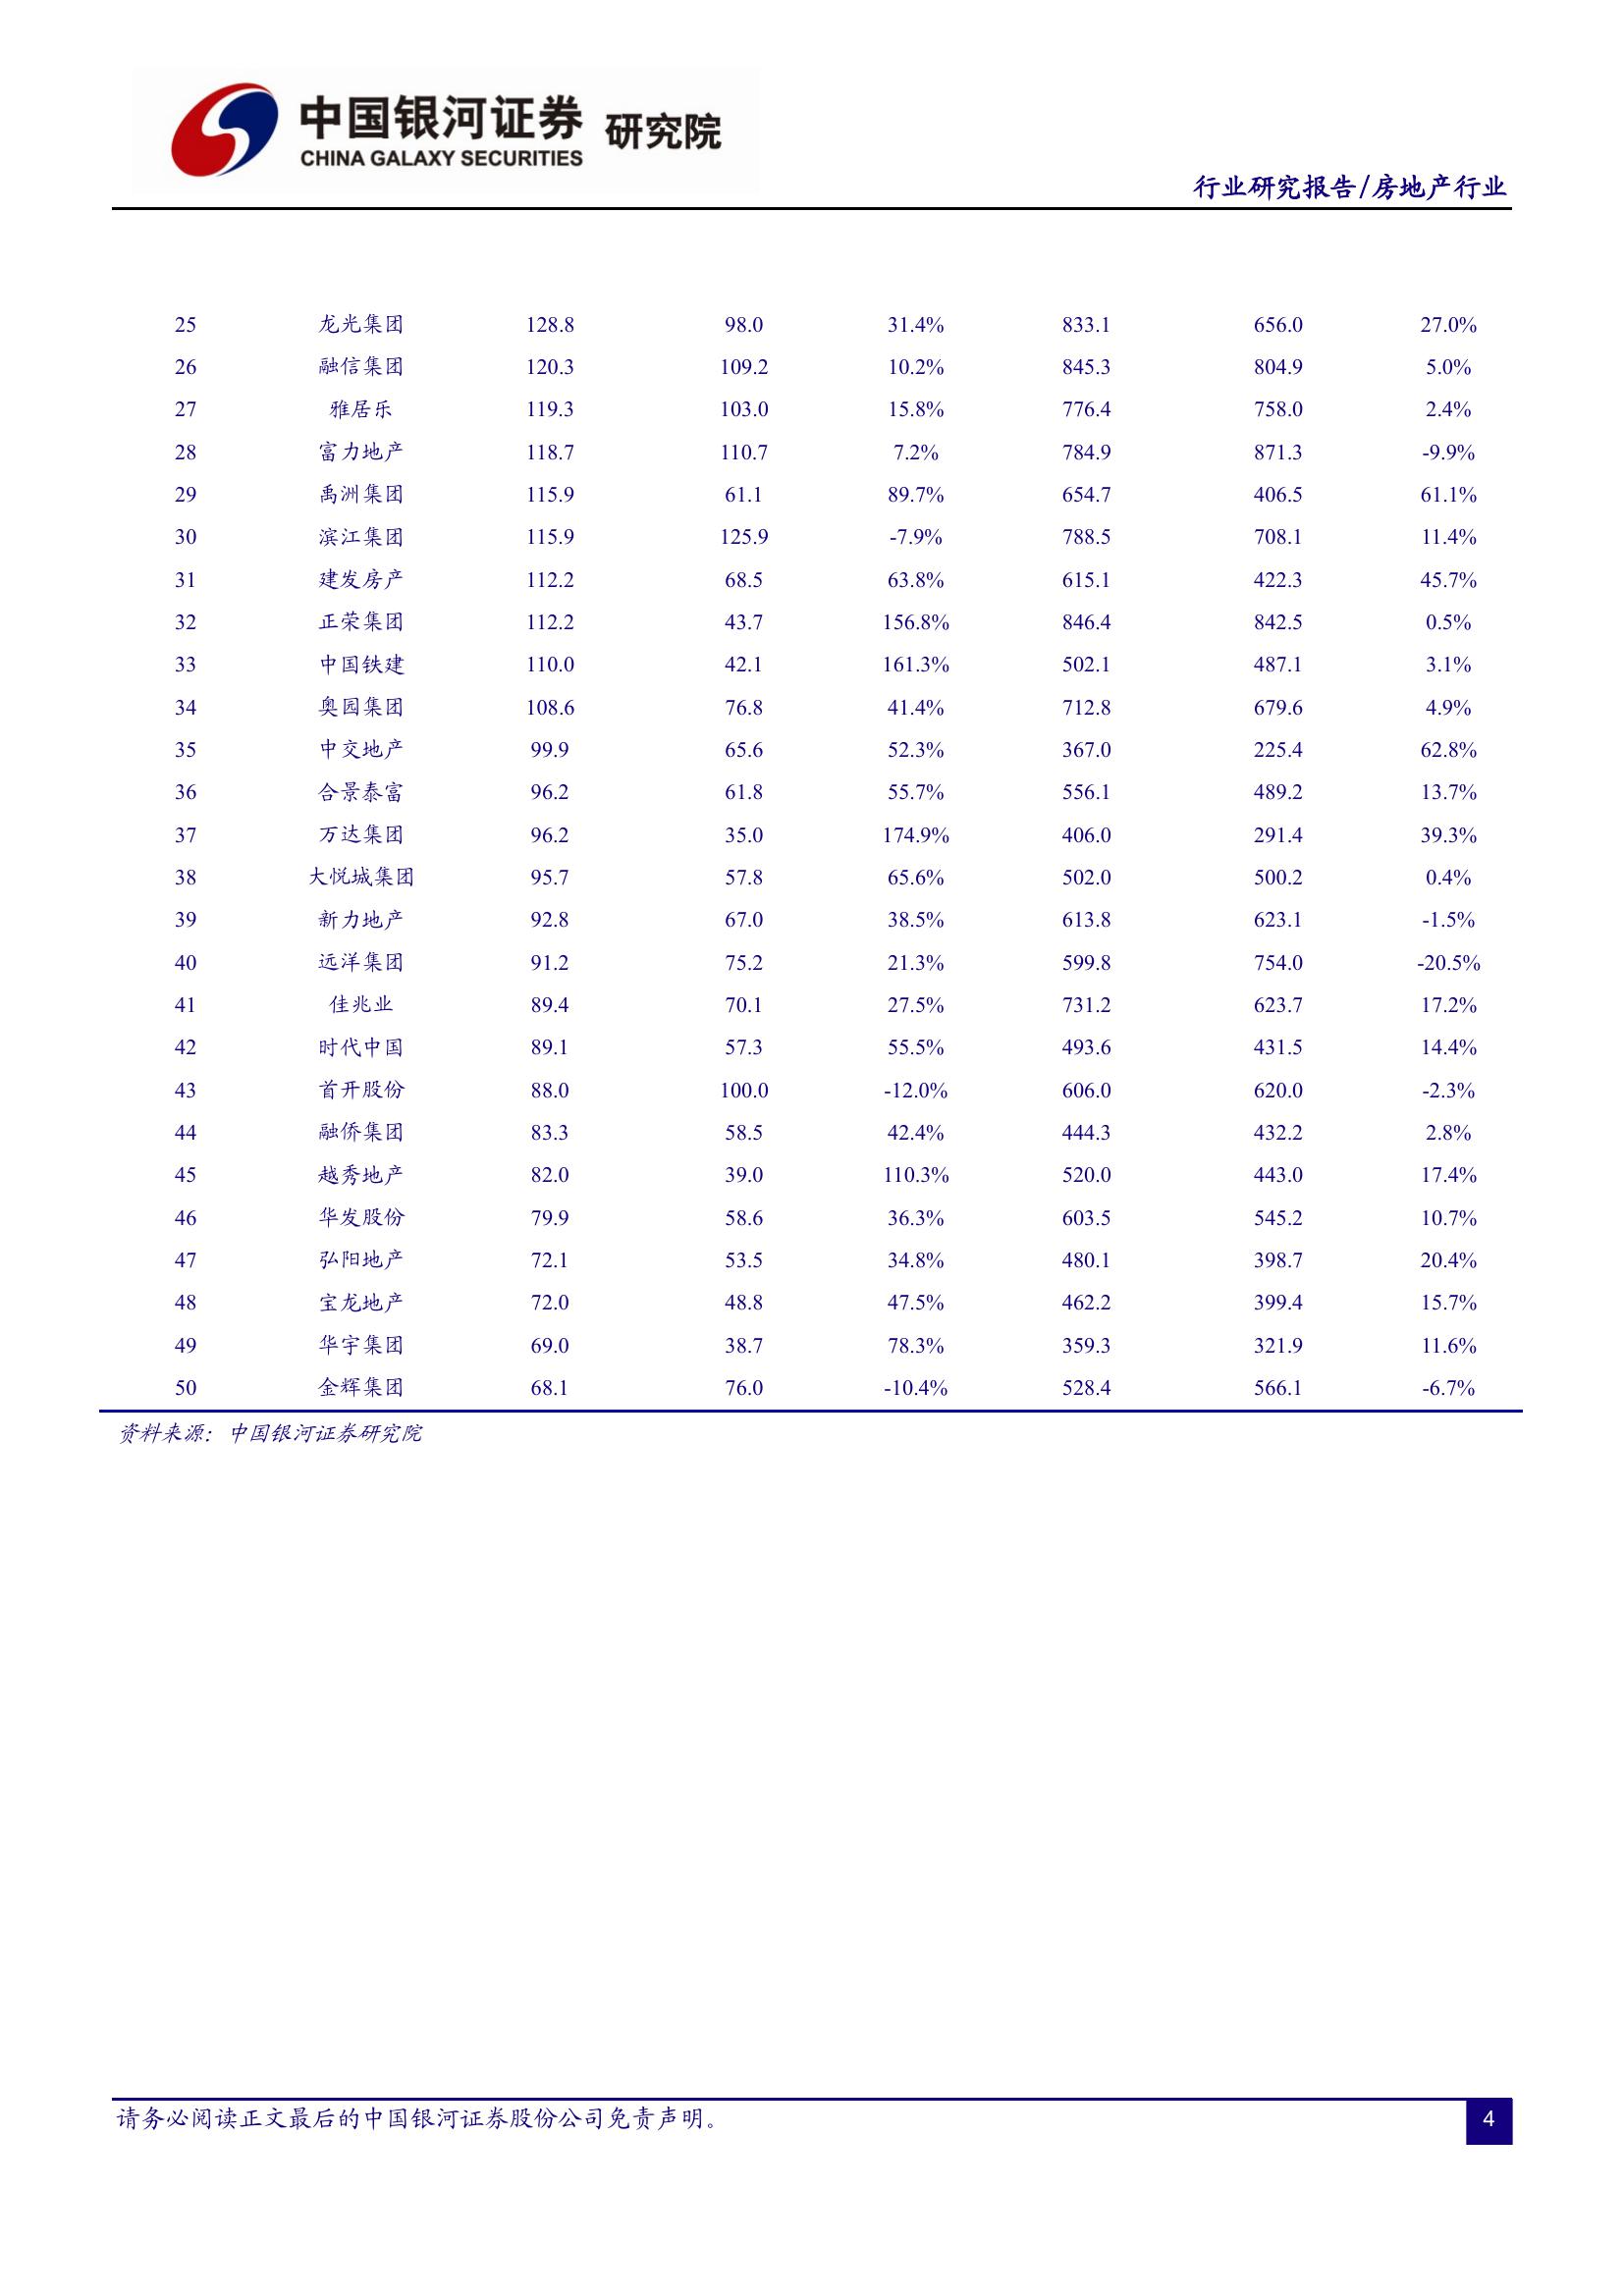 中国银河证券 研究院
CHINA GALAXY SECURITIES
行业研究报告/房地产行业
25 龙光集团 128.8 98.0 31.4% 833.1 656.0 27.0%
26 融信集团 120.3 109.2 10.2% 845.3 804.9 5.0%
27 雅居乐 119.3 103.0 15.8% 776.4 758.0 2.4%
28 富力地产 118.7 110.7 7.2% 784.9 871.3 -9.9%
29 禹洲集团 115.9 61.1 89.7% 654.7 406.5 61.1%
30 滨江集团 115.9 125.9 -7.9% 788.5 708.1 11.4%
31 建发房产 112.2 68.5 63.8% 615.1 422.3 45.7%
32 正荣集团 112.2 43.7 156.8% 846.4 842.5 0.5%
33 中国铁建 110.0 42.1 161.3% 502.1 487.1 3.1%
34 奥园集团 108.6 76.8 41.4% 712.8 679.6 4.9%
35 中交地产 99.9 65.6 52.3% 367.0 225.4 62.8%
36 合景泰富 96.2 61.8 55.7% 556.1 489.2 13.7%
37 万达集团 96.2 35.0 174.9% 406.0 291.4 39.3%
38 大悦城集团 95.7 57.8 65.6% 502.0 500.2 0.4%
39 新力地产 92.8 67.0 38.5% 613.8 623.1 -1.5%
40 远洋集团 91.2 75.2 21.3% 599.8 754.0 -20.5%
41 佳兆业 89.4 70.1 27.5% 731.2 623.7 17.2%
42 时代中国 89.1 57.3 55.5% 493.6 431.5 14.4%
43 首开股份 88.0 100.0 -12.0% 606.0 620.0 -2.3%
44 融侨集团 83.3 58.5 42.4% 444.3 432.2 2.8%
45 越秀地产 82.0 39.0 110.3% 520.0 443.0 17.4%
46 华发股份 79.9 58.6 36.3% 603.5 545.2 10.7%
47 弘阳地产 72.1 53.5 34.8% 480.1 398.7 20.4%
48 宝龙地产 72.0 48.8 47.5% 462.2 399.4 15.7%
49 华宇集团 69.0 38.7 78.3% 359.3 321.9 11.6%
50 金辉集团 68.1 76.0 -10.4% 528.4 566.1 -6.7%
资料来源：中国银河证券研究院
请务必阅读正文最后的中国银河证券股份公司免责声明。
4